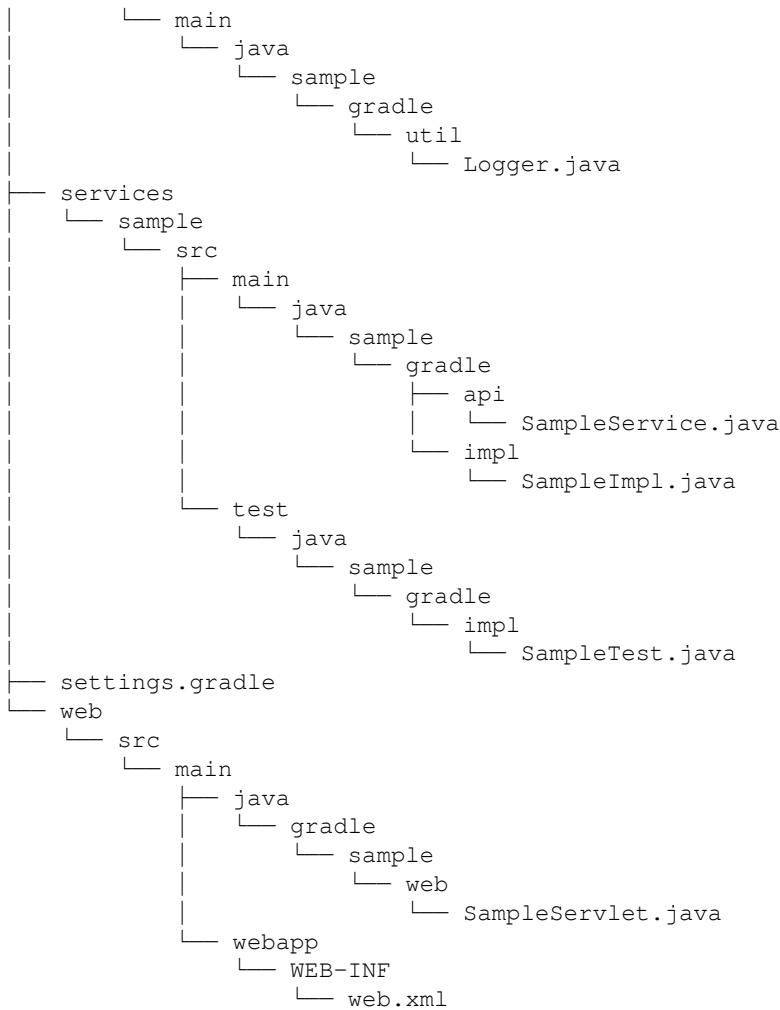 │       └── main
│           └── java
│               └── sample
│                   └── gradle
│                       └── util
│                           └── Logger.java
├── services
│   └── sample
│       └── src
│           ├── main
│           │   └── java
│           │       └── sample
│           │           └── gradle
│           │               ├── api
│           │               │   └── SampleService.java
│           │               └── impl
│           │                   └── SampleImpl.java
│           └── test
│               └── java
│                   └── sample
│                       └── gradle
│                           └── impl
│                               └── SampleTest.java
├── settings.gradle
└── web
    └── src
        └── main
            ├── java
            │   └── gradle
            │       └── sample
            │           └── web
            │               └── SampleServlet.java
            └── webapp
                └── WEB-INF
                    └── web.xml